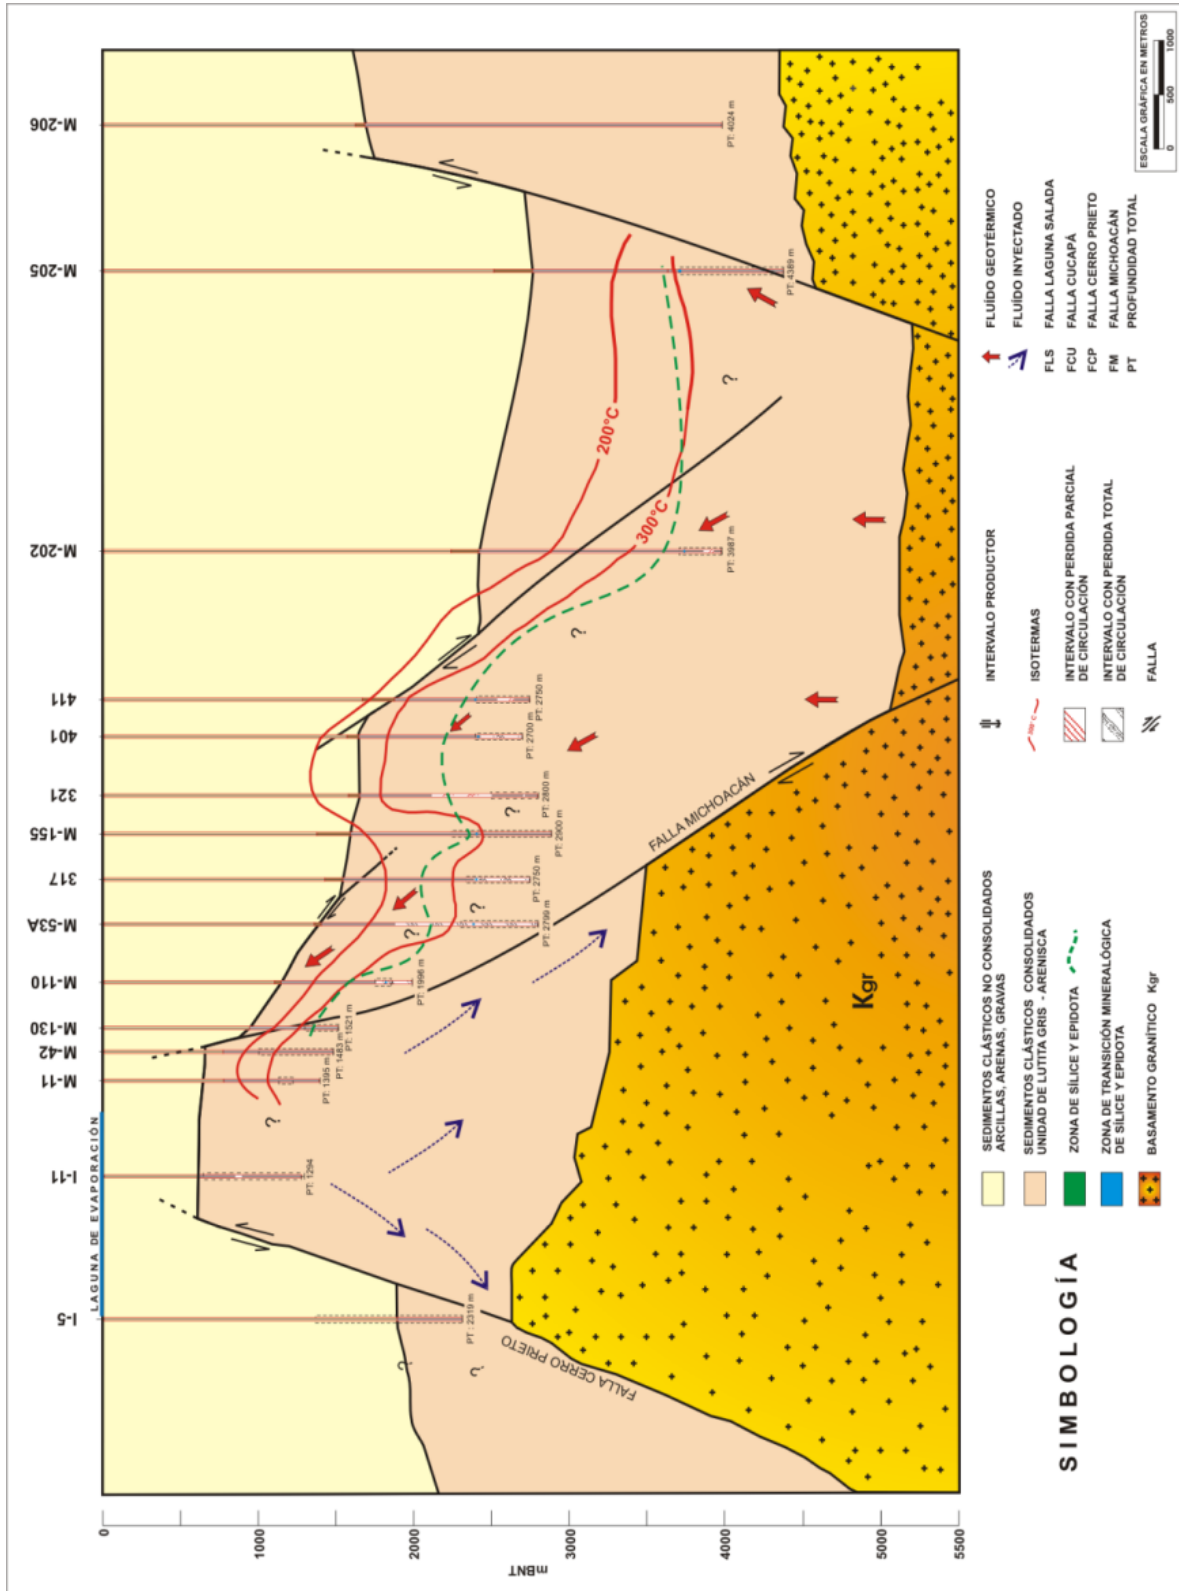 LAGUNA DE EVAPORACIÓN
I-5
I-11
M-11
M-42
M-130
M-110
M-53A
317
M-155
321
401
411
M-202
M-205
M-206
0
1000
2000
3000
4000
5000
5500
mBNT
PT : 2319 m
PT: 1294
PT: 1395 m
PT: 1483 m
PT: 1521 m
PT: 1996 m
PT: 2799 m
PT: 2750 m
PT: 2900 m
PT: 2800 m
PT: 2700 m
PT: 2750 m
PT: 3987 m
PT: 4389 m
PT: 4024 m
200°C
300°C
?
?
?
?
?
?
?
?
FALLA CERRO PRIETO
FALLA MICHOACÁN
Kgr
SIMBOLOGÍA
SEDIMENTOS CLÁSTICOS NO CONSOLIDADOS
ARCILLAS, ARENAS, GRAVAS
SEDIMENTOS CLÁSTICOS CONSOLIDADOS
UNIDAD DE LUTITA GRIS - ARENISCA
ZONA DE SÍLICE Y EPIDOTA
ZONA DE TRANSICIÓN MINERALÓGICA
DE SÍLICE Y EPIDOTA
BASAMENTO GRANÍTICO Kgr
INTERVALO PRODUCTOR
ISOTERMAS
INTERVALO CON PERDIDA PARCIAL
DE CIRCULACIÓN
INTERVALO CON PERDIDA TOTAL
DE CIRCULACIÓN
FALLA
FLUÍDO GEOTÉRMICO
FLUÍDO INYECTADO
FLS FALLA LAGUNA SALADA
FCU FALLA CUCAPÁ
FCP FALLA CERRO PRIETO
FM FALLA MICHOACÁN
PT PROFUNDIDAD TOTAL
ESCALA GRÁFICA EN METROS
0 500 1000